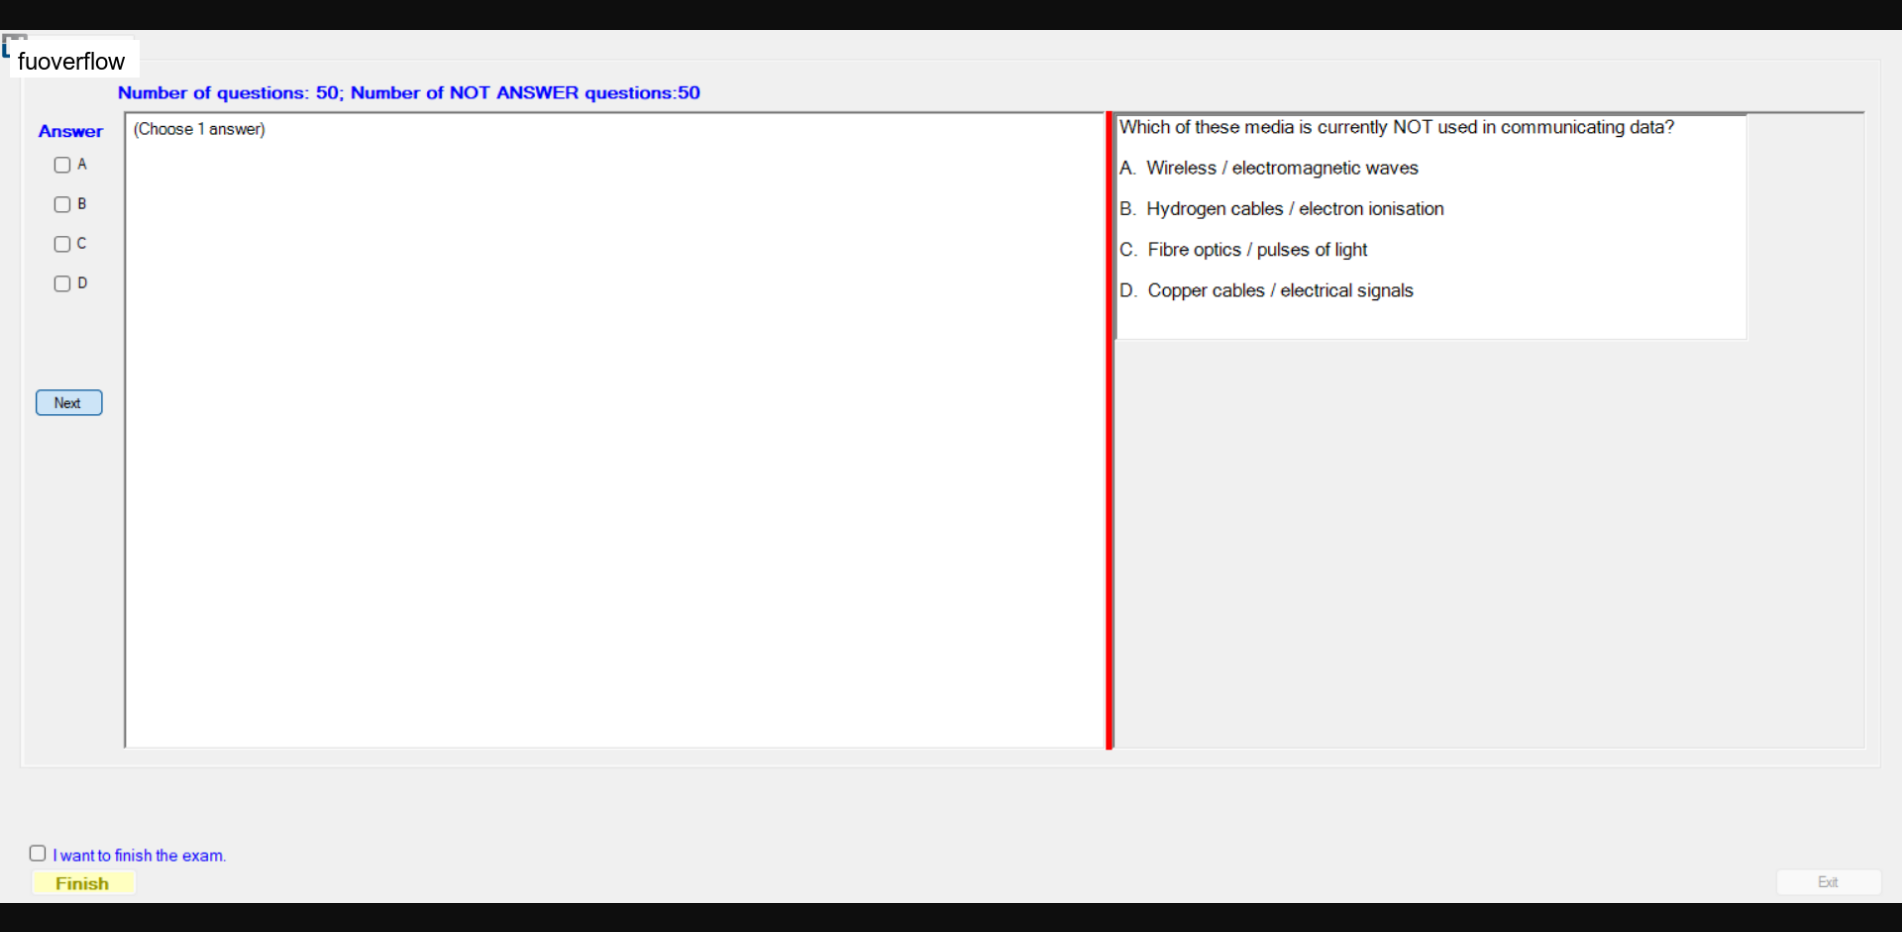 fuoverflow
Number of questions: 50; Number of NOT ANSWER questions:50
Answer
A
B
C
D
Next
(Choose 1 answer)
Which of these media is currently NOT used in communicating data?
A. Wireless / electromagnetic waves
B. Hydrogen cables / electron ionisation
C. Fibre optics / pulses of light
D. Copper cables / electrical signals
I want to finish the exam.
Finish
Exit